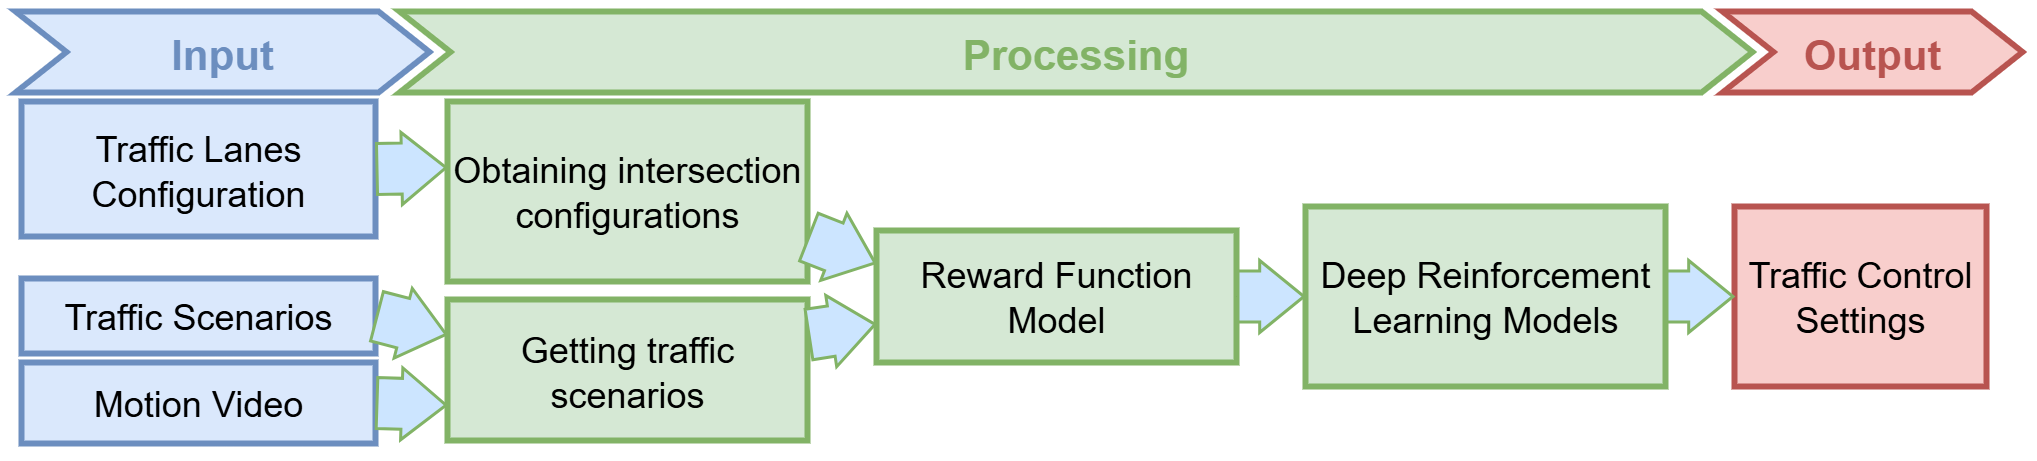 Input
Processing
Output
Traffic Lanes
Configuration
Obtaining intersection
configurations
Traffic Scenarios
Motion Video
Getting traffic
scenarios
Reward Function
Model
Deep Reinforcement
Learning Models
Traffic Control
Settings